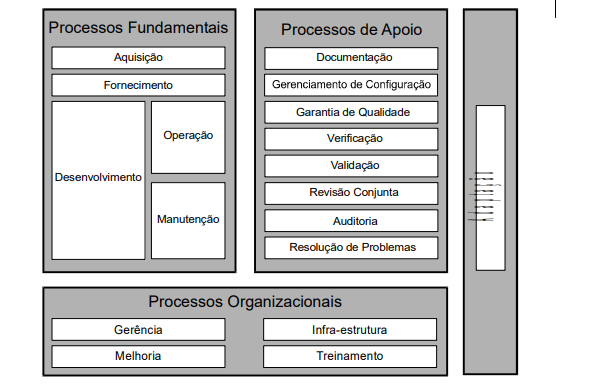 Processos Fundamentais
Aquisição
Fornecimento
Desenvolvimento
Operação
Manutenção
Processos de Apoio
Documentação
Gerenciamento de Configuração
Garantia de Qualidade
Verificação
Validação
Revisão Conjunta
Auditoria
Resolução de Problemas
Processos Organizacionais
Gerência
Infra-estrutura
Melhoria
Treinamento